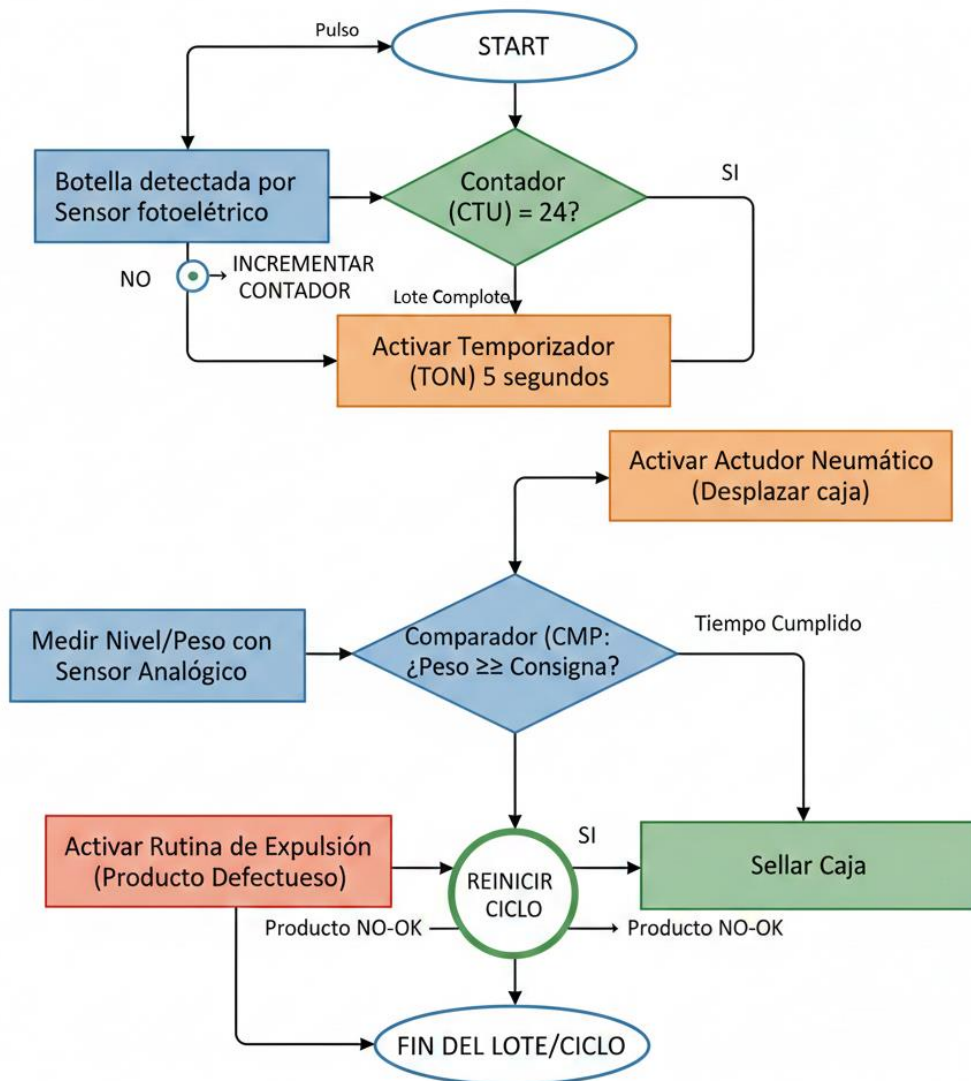 Pulso
START
Botella detectada por
Sensor fotoelétrico
Contador
(CTU) = 24?
SI
NO
→ INCREMENTAR
CONTADOR
Lote Comploto
Activar Temporizador
(TON) 5 segundos
Activar Actudor Neumático
(Desplazar caja)
Medir Nivel/Peso con
Sensor Analógico
Comparador (CMP:
¿Peso ≥≥ Consigna?
Tiempo Cumplido
Activar Rutina de Expulsión
(Producto Defectueso)
REINICIR
CICLO
SI
Sellar Caja
Producto NO-OK
Producto NO-OK
FIN DEL LOTE/CICLO